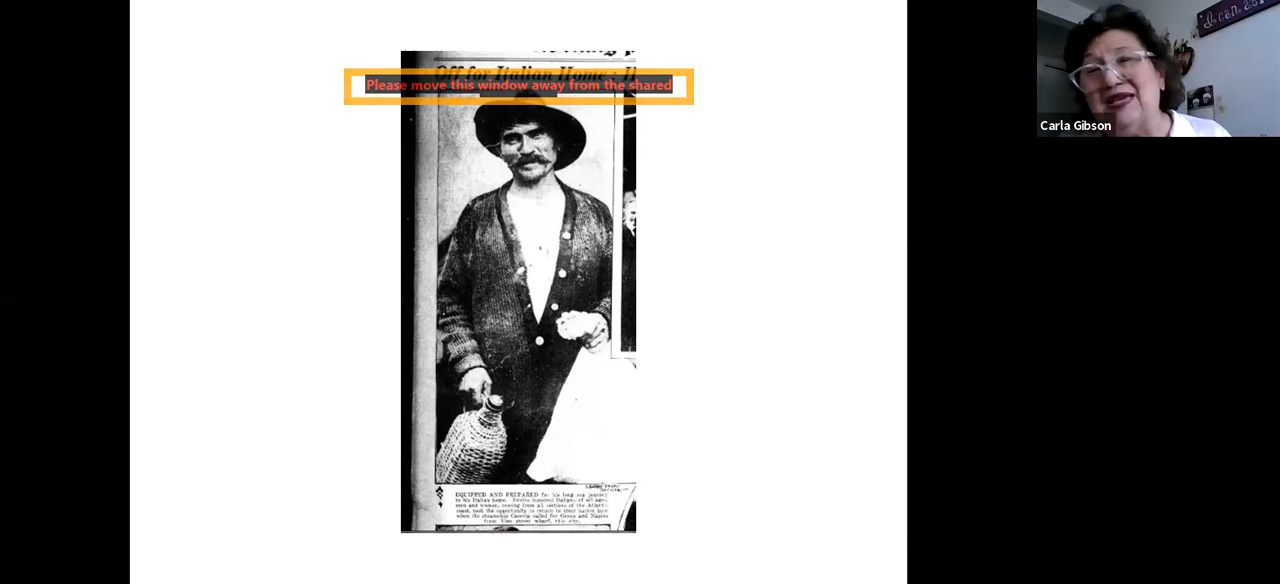 Off for Italian Home
Please move this window away from the shared
I can, as I
Carla Gibson
EQUIPPED AND PREPARED for his long sea journey
to his Italian home. Twelve hundred Italians of all ages,
men and women, coming from all sections of the Atlantic
coast, took the opportunity to return to their native land
when the steamship Caserta sailed for Genoa and Naples
from Vine street wharf, this city.